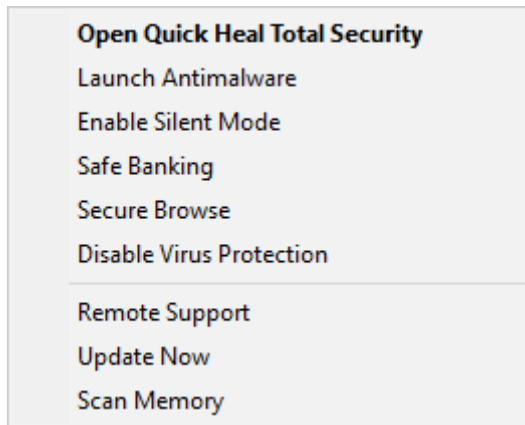 Open Quick Heal Total Security
Launch Antimalware
Enable Silent Mode
Safe Banking
Secure Browse
Disable Virus Protection
Remote Support
Update Now
Scan Memory